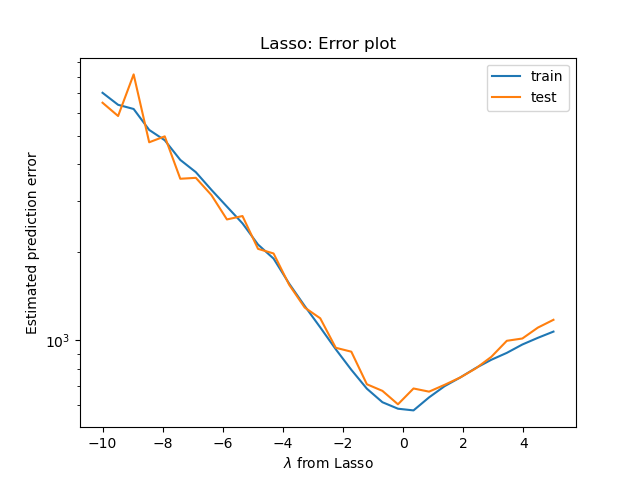 Lasso: Error plot
train
test
Estimated prediction error
10³
−10
−8
−6
−4
−2
0
2
4
λ from Lasso